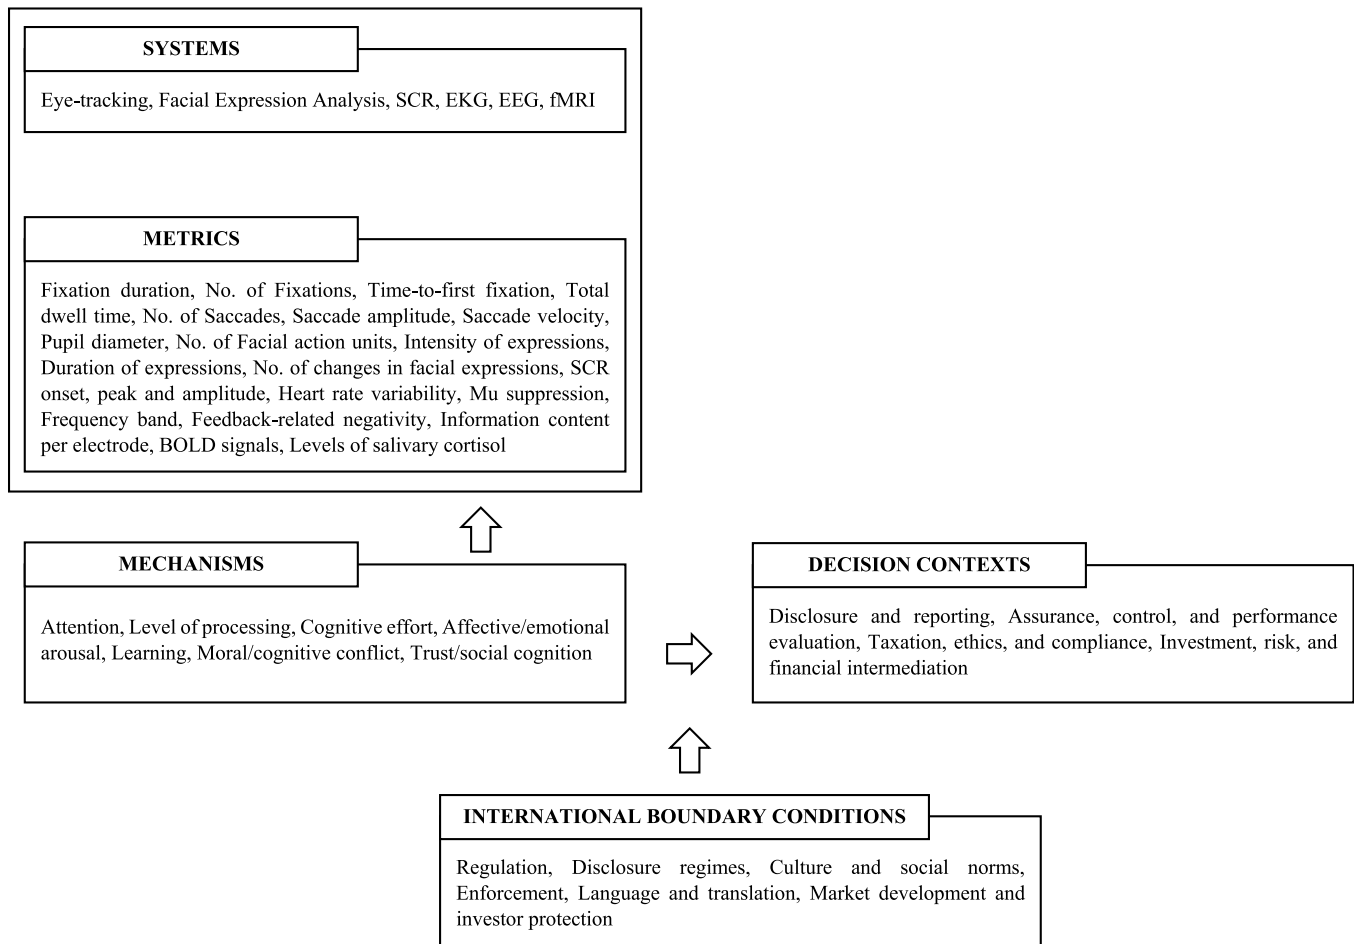 SYSTEMS
Eye-tracking, Facial Expression Analysis, SCR, EKG, EEG, fMRI
METRICS
Fixation duration, No. of Fixations, Time-to-first fixation, Total
dwell time, No. of Saccades, Saccade amplitude, Saccade velocity,
Pupil diameter, No. of Facial action units, Intensity of expressions,
Duration of expressions, No. of changes in facial expressions, SCR
onset, peak and amplitude, Heart rate variability, Mu suppression,
Frequency band, Feedback-related negativity, Information content
per electrode, BOLD signals, Levels of salivary cortisol
MECHANISMS
Attention, Level of processing, Cognitive effort, Affective/emotional
arousal, Learning, Moral/cognitive conflict, Trust/social cognition
DECISION CONTEXTS
Disclosure and reporting, Assurance, control, and performance
evaluation, Taxation, ethics, and compliance, Investment, risk, and
financial intermediation
INTERNATIONAL BOUNDARY CONDITIONS
Regulation, Disclosure regimes, Culture and social norms,
Enforcement, Language and translation, Market development and
investor protection